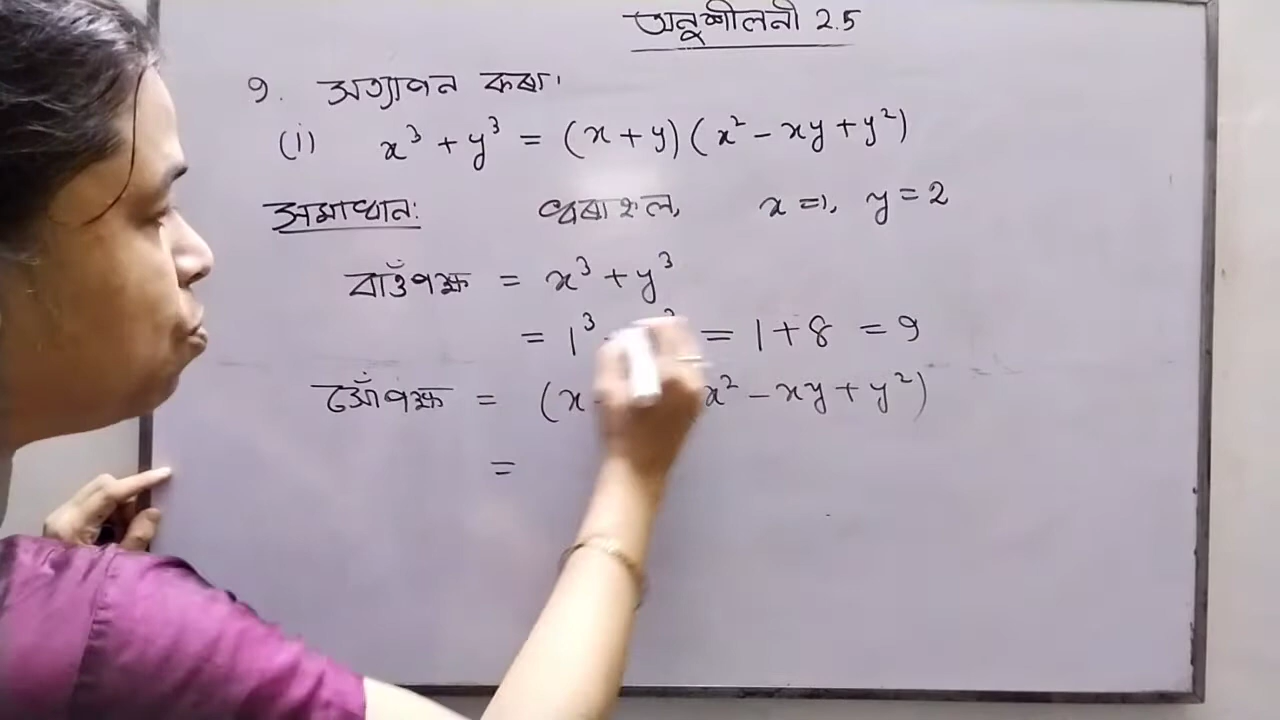 অনুশীলনী 2.5
9. সত্যাপন কৰা।
(i) x³ + y³ = (x + y) (x² - xy + y²)
সমাধান: ধৰাহ'ল, x = 1, y = 2
বাওঁপক্ষ = x³ + y³
= 1³ = 1 + 8 = 9
সোঁপক্ষ = (x x² - xy + y²)
=